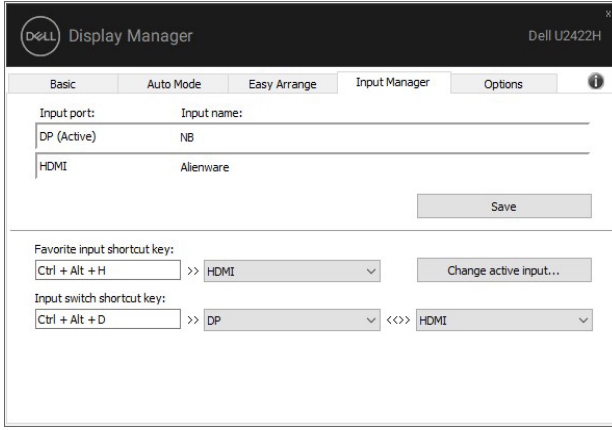 x
DELL Display Manager Dell U2422H
Basic Auto Mode Easy Arrange Input Manager Options i
Input port: Input name:
DP (Active) NB
HDMI Alienware
Save
Favorite input shortcut key:
Ctrl + Alt + H >> HDMI Change active input...
Input switch shortcut key:
Ctrl + Alt + D >> DP <<>> HDMI